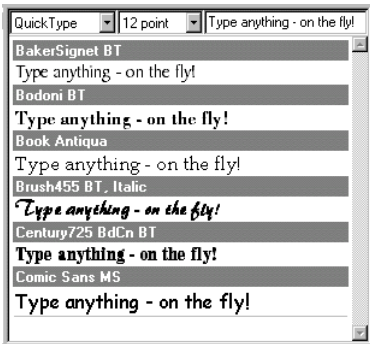 QuickType 12 point Type anything - on the fly!
BakerSignet BT
Type anything - on the fly!
Bodoni BT
Type anything - on the fly!
Book Antiqua
Type anything - on the fly!
Brush455 BT, Italic
Type anything - on the fly!
Century725 BdCn BT
Type anything - on the fly!
Comic Sans MS
Type anything - on the fly!